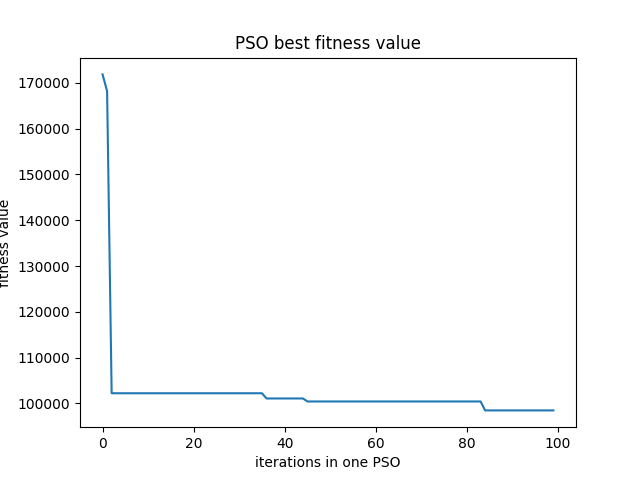 PSO best fitness value
170000
160000
150000
140000
130000
120000
110000
100000
fitness value
0 20 40 60 80 100
iterations in one PSO